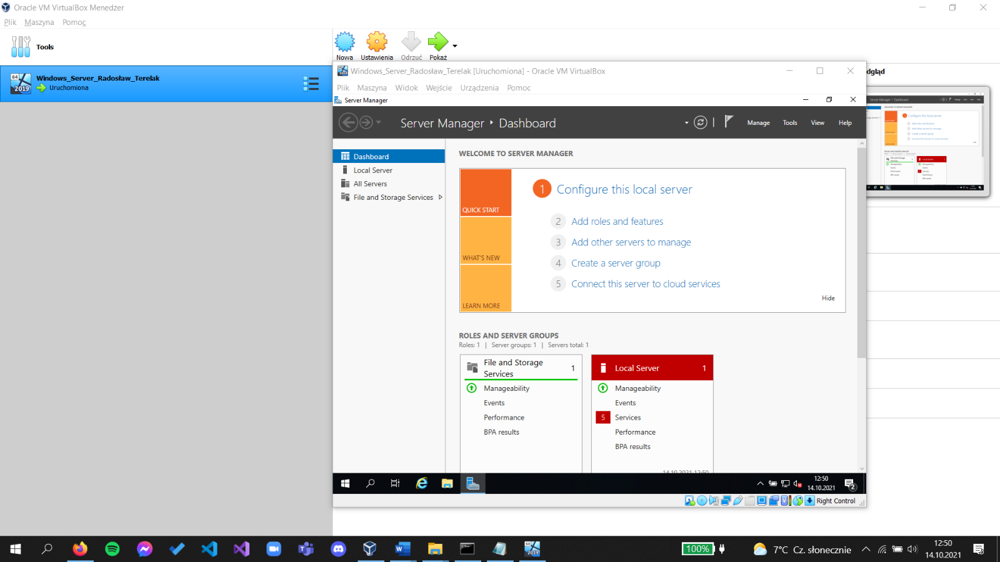 Oracle VM VirtualBox Menedżer
Plik Maszyna Pomoc
Tools
Nowa Ustawienia Odrzuć Pokaż
64 2019 Windows_Server_Radosław_Terelak
Uruchomiona
Windows_Server_Radosław_Terelak [Uruchomiona] - Oracle VM VirtualBox
dgląd
Plik Maszyna Widok Wejście Urządzenia Pomoc
Server Manager
Server Manager Dashboard
Manage Tools View Help
Dashboard
Local Server
All Servers
File and Storage Services
WELCOME TO SERVER MANAGER
QUICK START
WHAT'S NEW
LEARN MORE
1 Configure this local server
2 Add roles and features
3 Add other servers to manage
4 Create a server group
5 Connect this server to cloud services
Hide
ROLES AND SERVER GROUPS
Roles: 1 | Server groups: 1 | Servers total: 1
File and Storage
Services 1
Manageability
Events
Performance
BPA results
Local Server 1
Manageability
Events
5 Services
Performance
BPA results
14.10.2021 12:50
12:50
14.10.2021
2
Right Control
100%
7°C Cz. słonecznie
12:50
14.10.2021